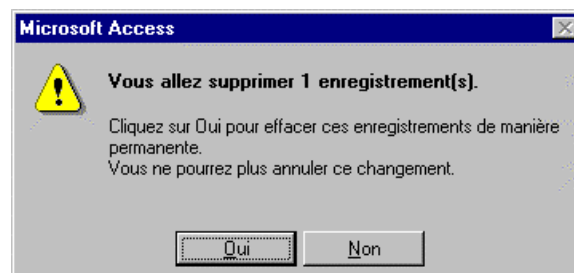 Microsoft Access
Vous allez supprimer 1 enregistrement(s).
Cliquez sur Oui pour effacer ces enregistrements de manière
permanente.
Vous ne pourrez plus annuler ce changement.
Oui Non